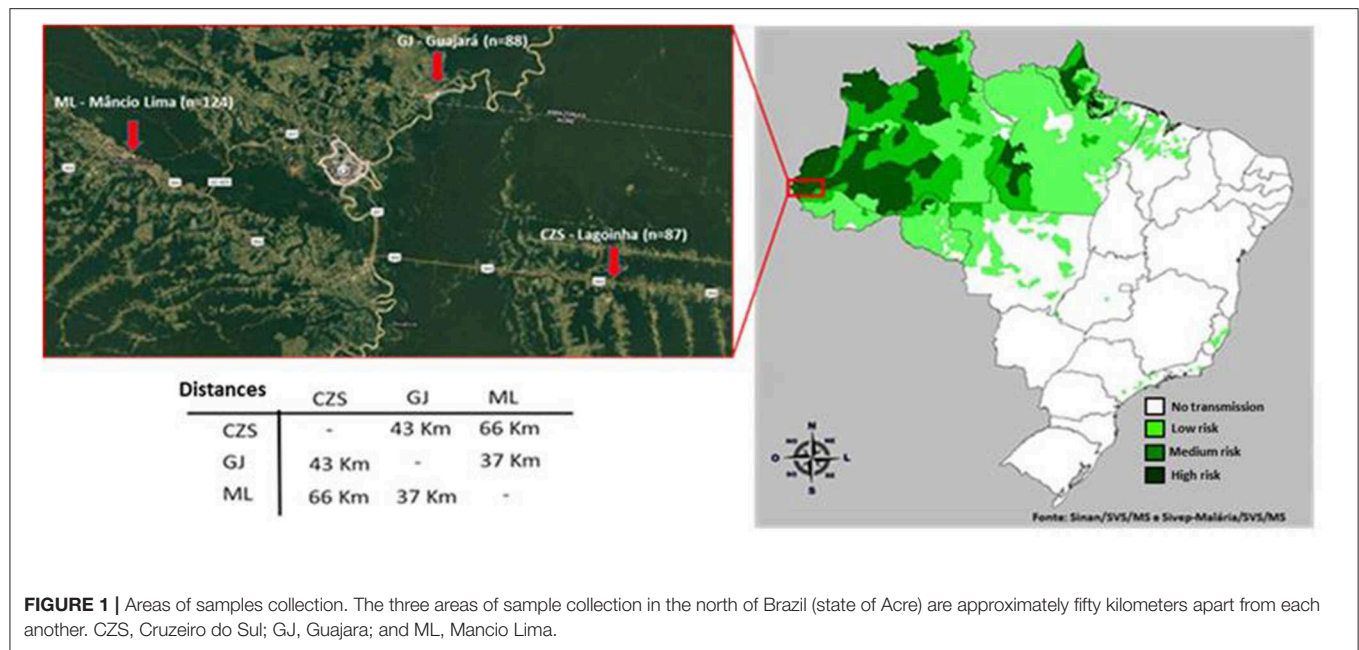 GJ - Guajará (n=88)
ML - Mâncio Lima (n=124)
CZS - Lagoinha (n=87)
AMAZONAS
ACRE
Distances
CZS GJ ML
CZS - 43 Km 66 Km
GJ 43 Km - 37 Km
ML 66 Km 37 Km -
N
O L
S
No transmission
Low risk
Medium risk
High risk
Fonte: Sinan/SVS/MS e Sivep-Malária/SVS/MS
FIGURE 1 | Areas of samples collection. The three areas of sample collection in the north of Brazil (state of Acre) are approximately fifty kilometers apart from each
another. CZS, Cruzeiro do Sul; GJ, Guajara; and ML, Mancio Lima.